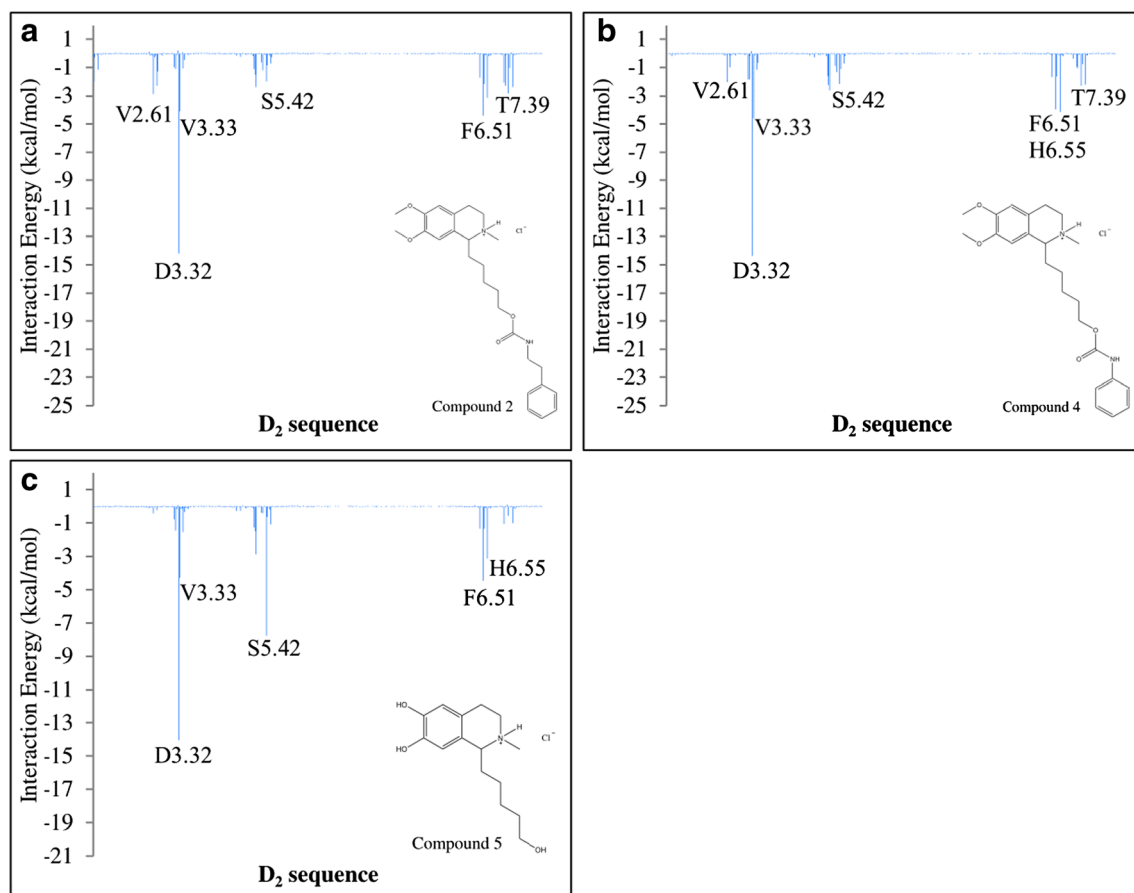 a
Interaction Energy (kcal/mol)
1
-1
-3
-5
-7
-9
-11
-13
-15
-17
-19
-21
-23
-25
V2.61
V3.33
S5.42
F6.51
T7.39
D3.32
O
O
N+
H
Cl-
O
O
NH
Compound 2
D2 sequence
b
Interaction Energy (kcal/mol)
1
-1
-3
-5
-7
-9
-11
-13
-15
-17
-19
-21
-23
-25
V2.61
V3.33
S5.42
T7.39
F6.51
H6.55
D3.32
O
O
N+
H
Cl-
O
O
NH
Compound 4
D2 sequence
c
Interaction Energy (kcal/mol)
1
-1
-3
-5
-7
-9
-11
-13
-15
-17
-19
-21
V3.33
H6.55
F6.51
S5.42
D3.32
HO
HO
N+
H
Cl-
OH
Compound 5
D2 sequence